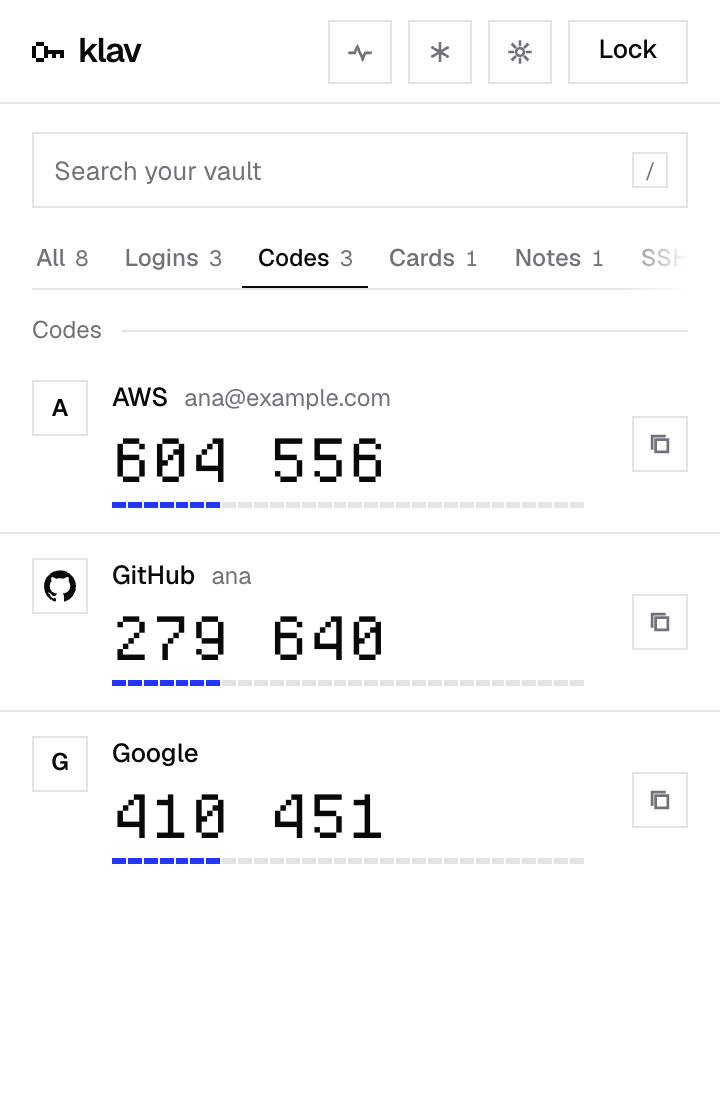 klav Lock
Search your vault /
All 8 Logins 3 Codes 3 Cards 1 Notes 1 SSH
Codes
A AWS ana@example.com
604 556
GitHub ana
279 640
G Google
410 451